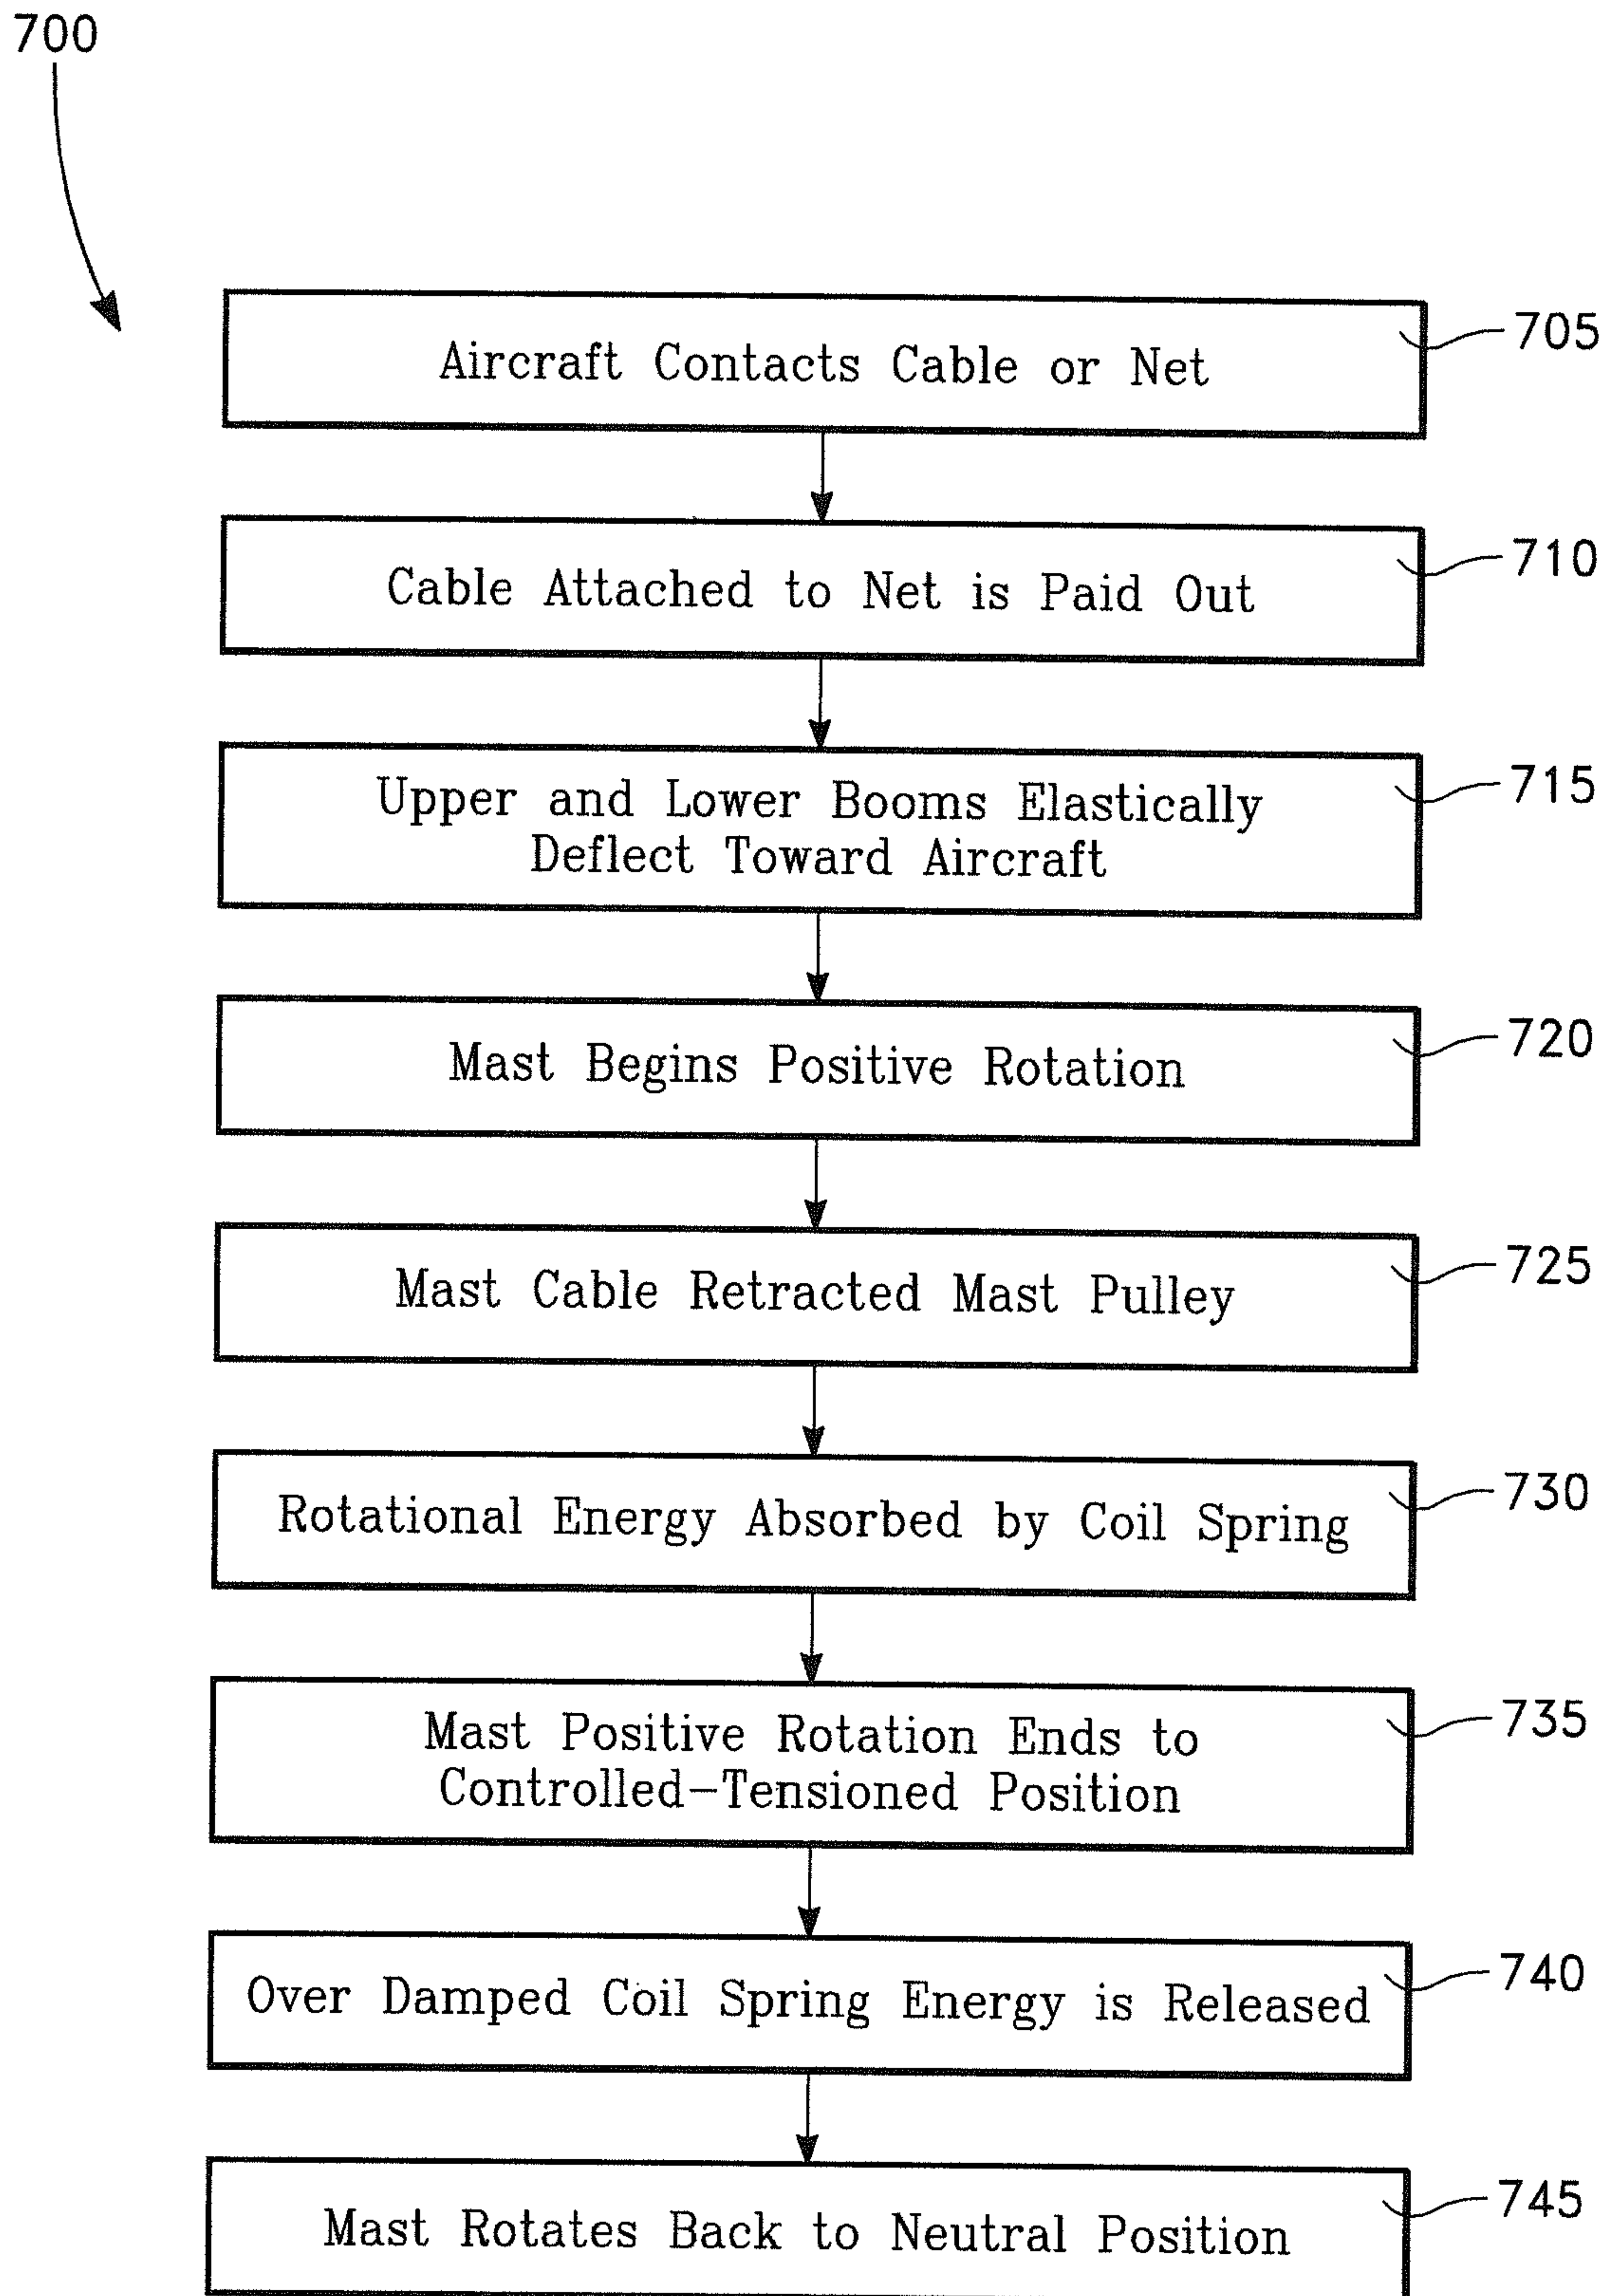 700
Aircraft Contacts Cable or Net
705
Cable Attached to Net is Paid Out
710
Upper and Lower Booms Elastically
Deflect Toward Aircraft
715
Mast Begins Positive Rotation
720
Mast Cable Retracted Mast Pulley
725
Rotational Energy Absorbed by Coil Spring
730
Mast Positive Rotation Ends to
Controlled-Tensioned Position
735
Over Damped Coil Spring Energy is Released
740
Mast Rotates Back to Neutral Position
745